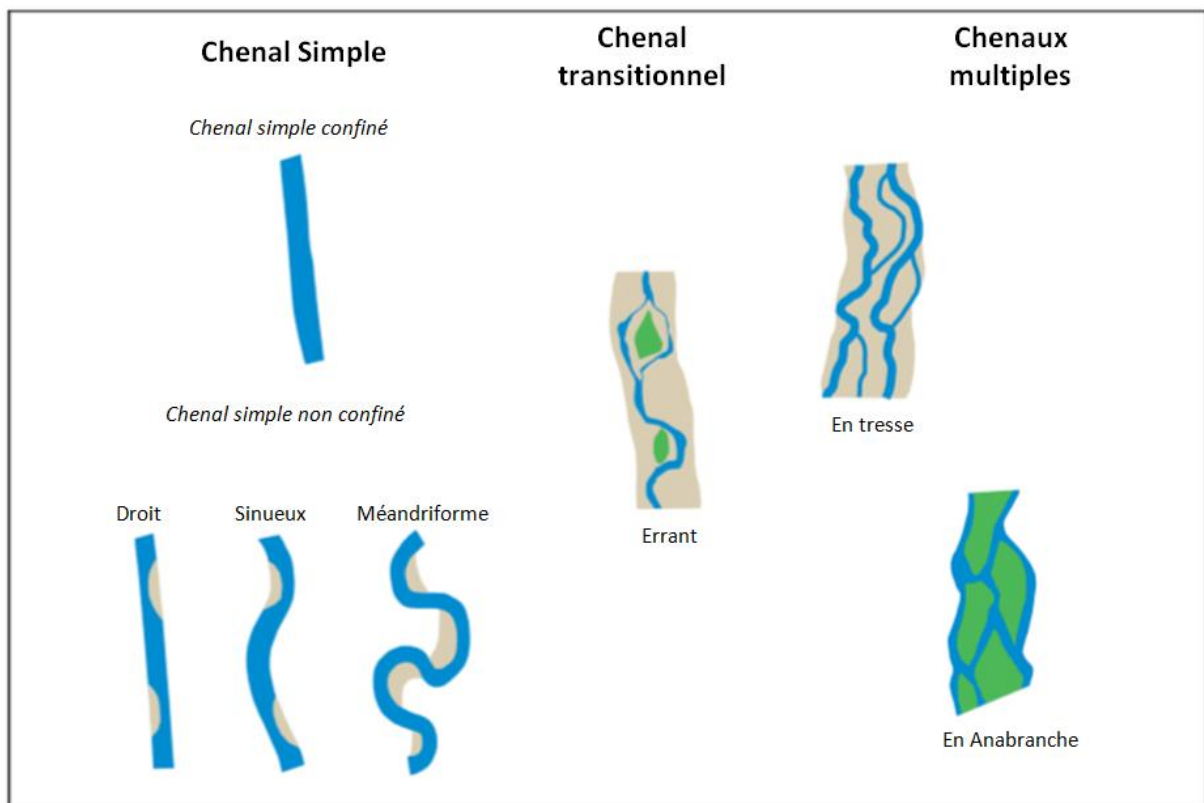 Chenal Simple
Chenal
transitionnel
Chenaux
multiples
Chenal simple confiné
Chenal simple non confiné
Droit
Sinueux
Méandriforme
Errant
En tresse
En Anabranche